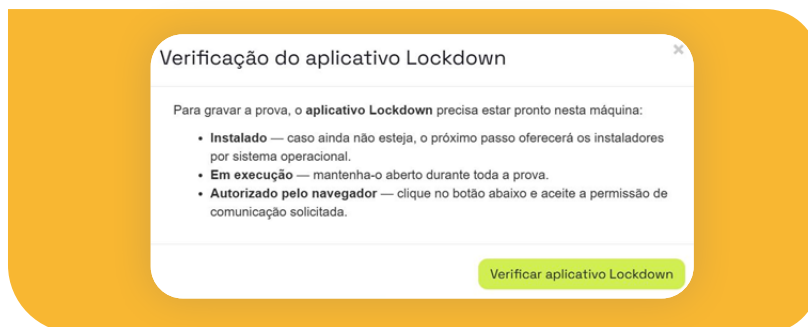 Verificação do aplicativo Lockdown
×
Para gravar a prova, o aplicativo Lockdown precisa estar pronto nesta máquina:
• Instalado — caso ainda não esteja, o próximo passo oferecerá os instaladores
por sistema operacional.
• Em execução — mantenha-o aberto durante toda a prova.
• Autorizado pelo navegador — clique no botão abaixo e aceite a permissão de
comunicação solicitada.
Verificar aplicativo Lockdown